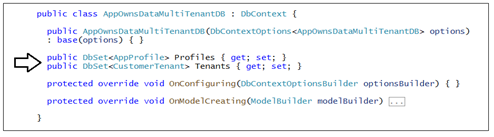 public class AppOwnsDataMultiTenantDB : DbContext {
public AppOwnsDataMultiTenantDB(DbContextOptions<AppOwnsDataMultiTenantDB> options)
: base(options) { }
public DbSet<AppProfile> Profiles { get; set; }
public DbSet<CustomerTenant> Tenants { get; set; }
protected override void OnConfiguring(DbContextOptionsBuilder optionsBuilder) { }
protected override void OnModelCreating(ModelBuilder modelBuilder) ...
}